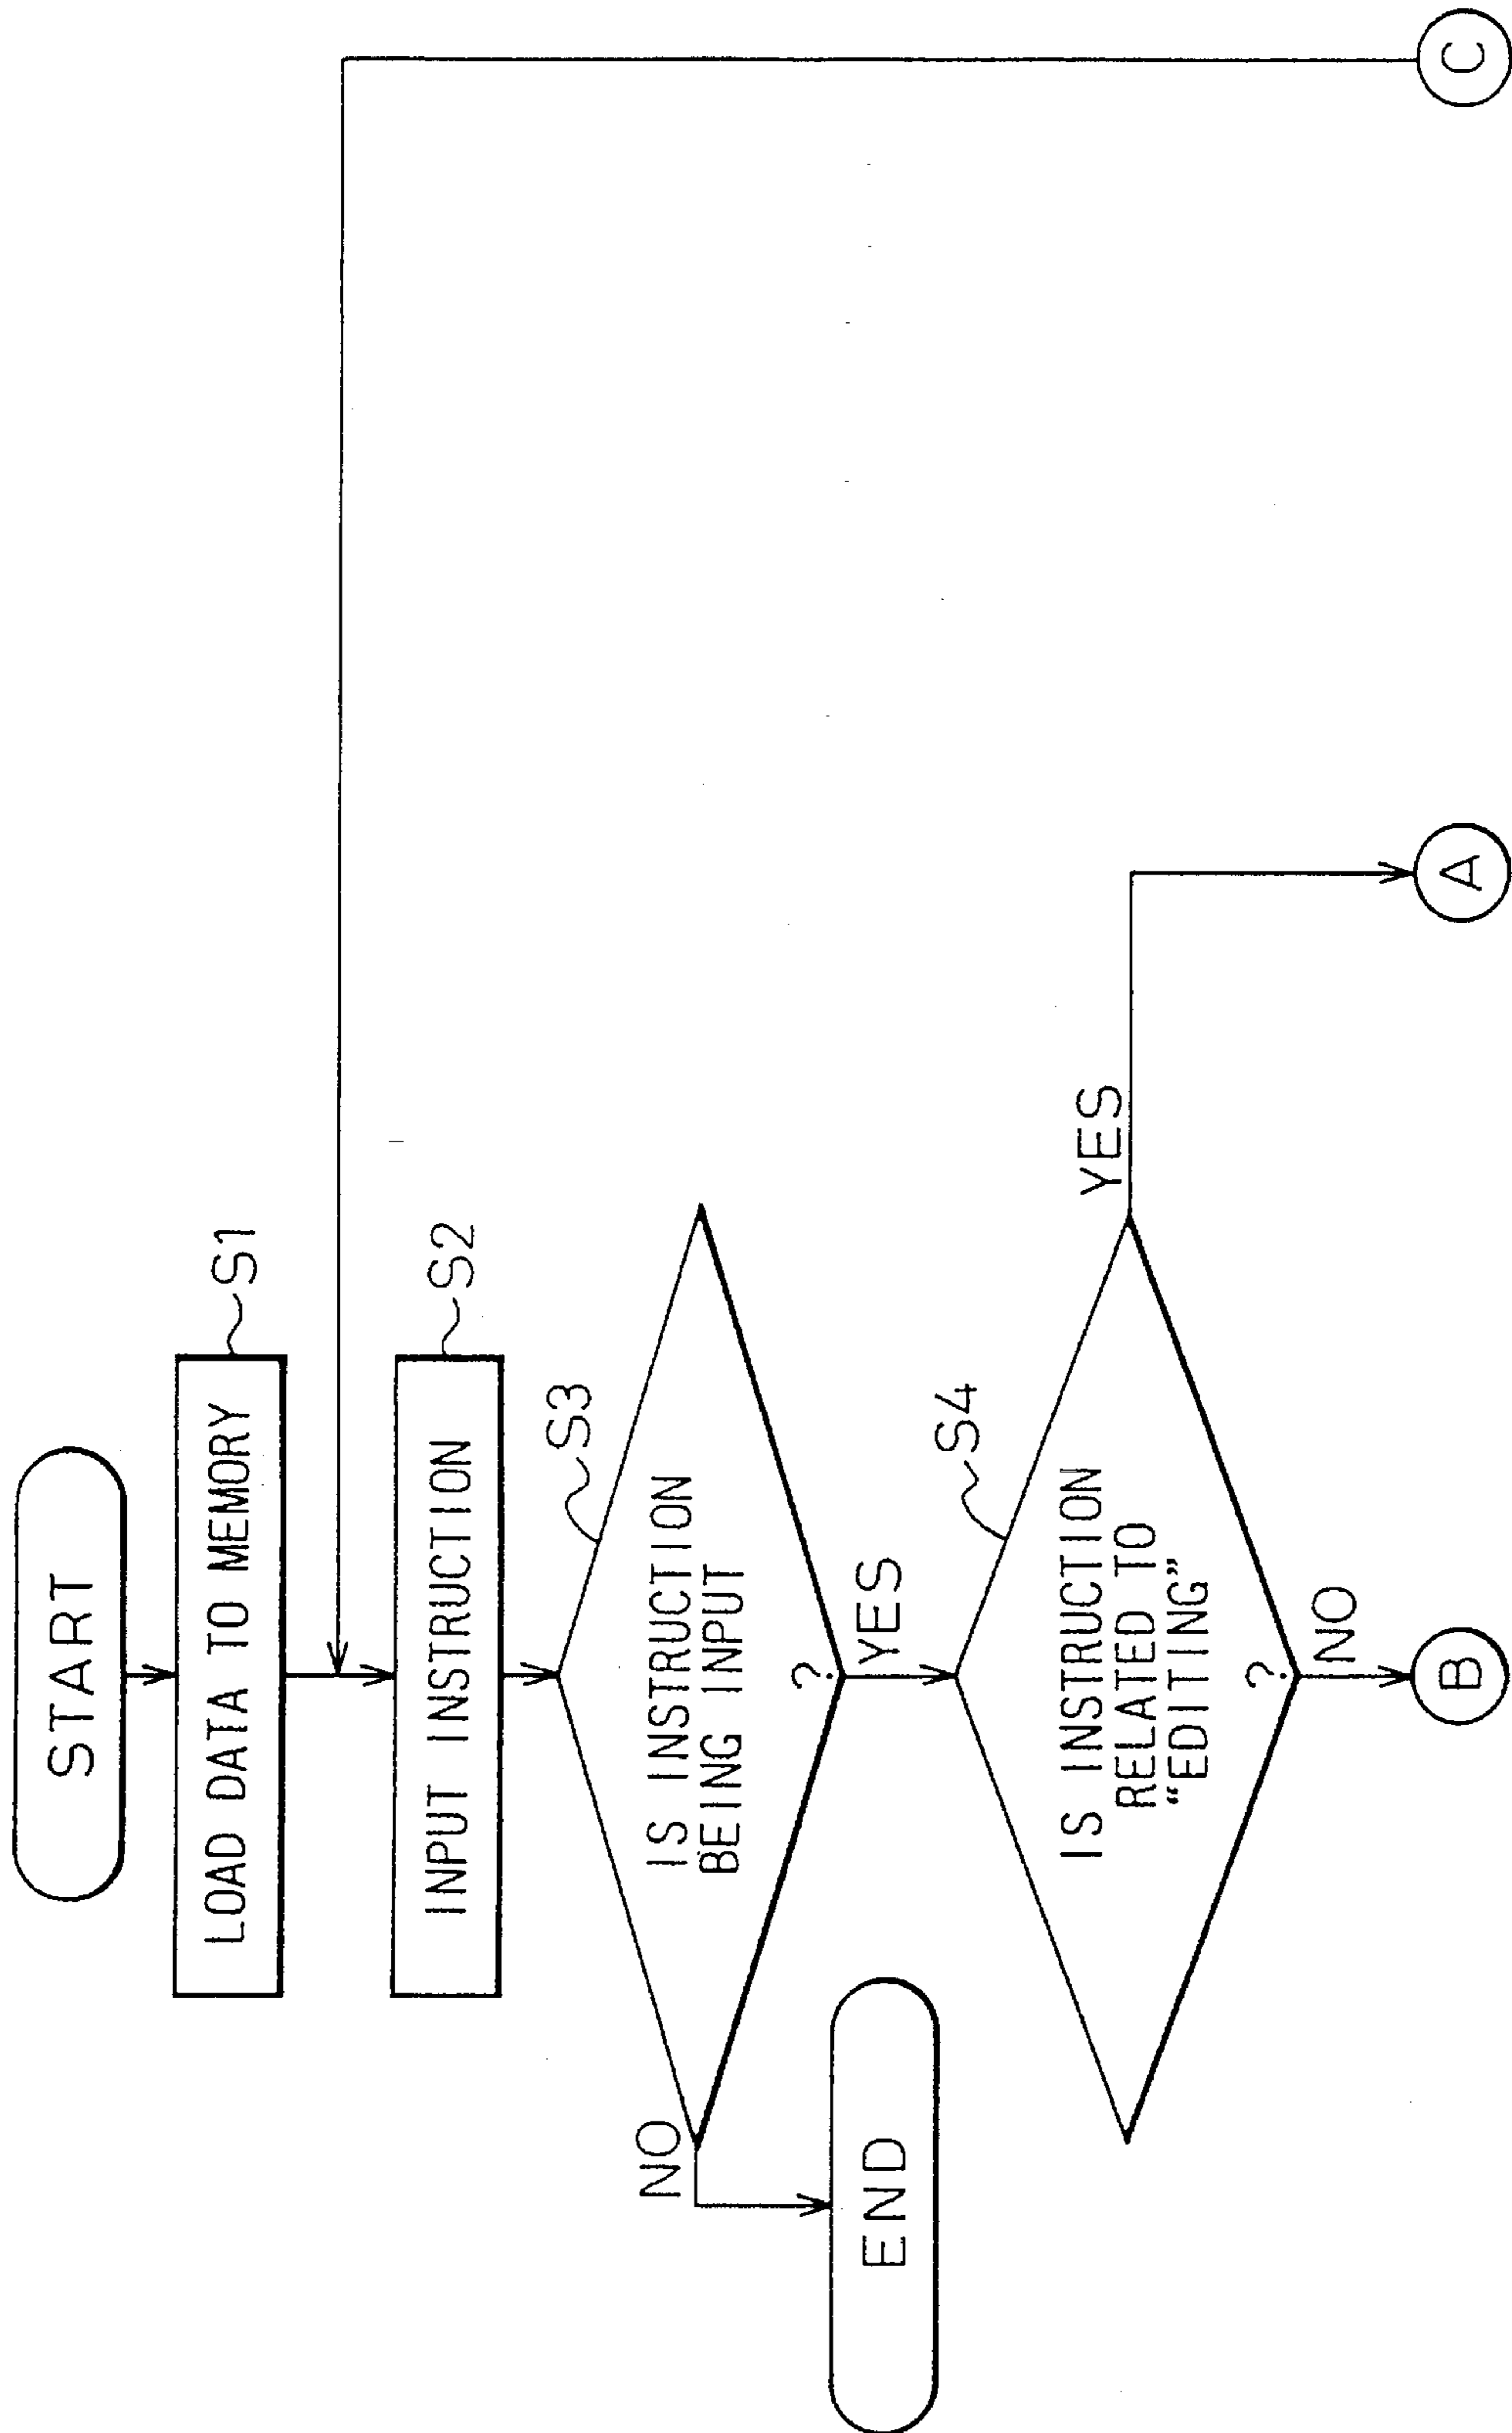 START
LOAD DATA TO MEMORY
S1
INPUT INSTRUCTION
S2
S3
IS INSTRUCTION
BEING INPUT
?
NO
YES
END
S4
IS INSTRUCTION
RELATED TO
“EDITING”
?
YES
NO
B
A
C